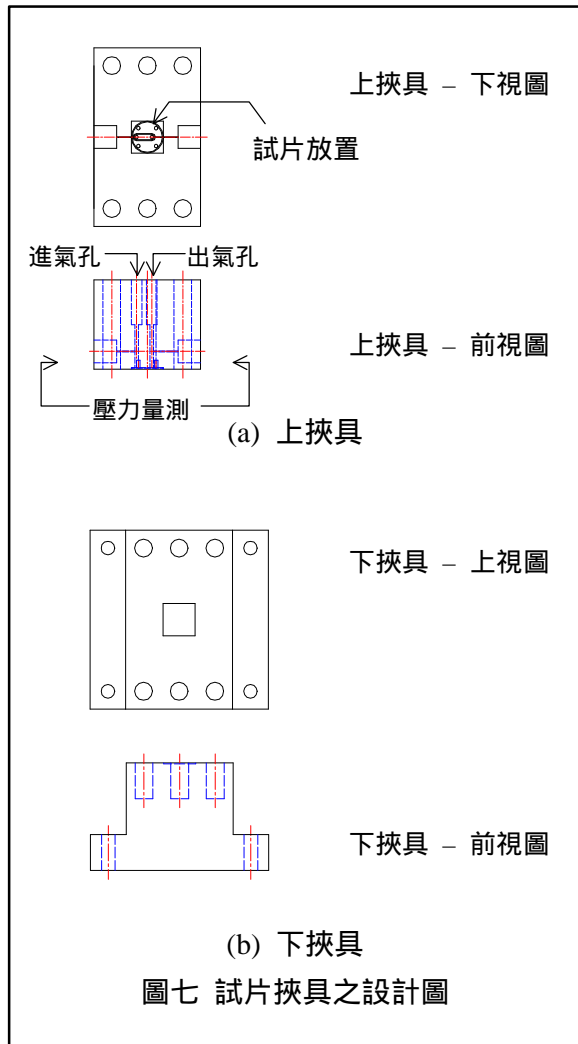 上挾具 – 下視圖
試片放置
進氣孔 出氣孔
上挾具 – 前視圖
壓力量測
(a) 上挾具
下挾具 – 上視圖
下挾具 – 前視圖
(b) 下挾具
圖七 試片挾具之設計圖